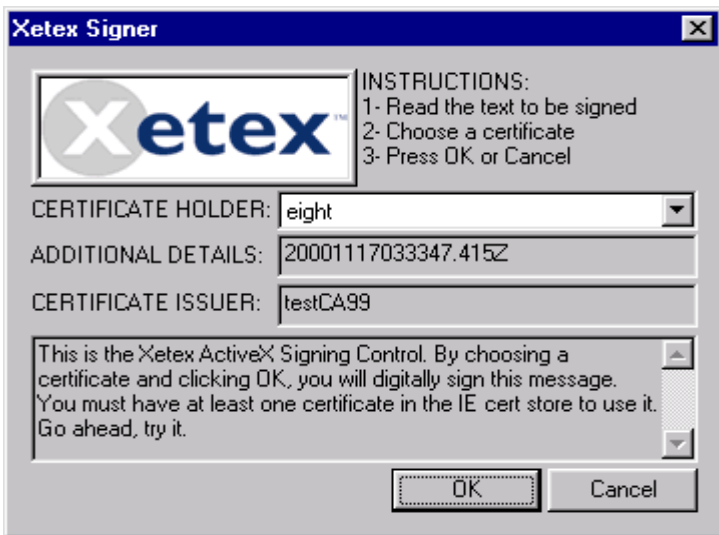 Xetex Signer
Xetex™
INSTRUCTIONS:
1- Read the text to be signed
2- Choose a certificate
3- Press OK or Cancel
CERTIFICATE HOLDER: eight
ADDITIONAL DETAILS: 20001117033347.415Z
CERTIFICATE ISSUER: testCA99
This is the Xetex ActiveX Signing Control. By choosing a
certificate and clicking OK, you will digitally sign this message.
You must have at least one certificate in the IE cert store to use it.
Go ahead, try it.
OK Cancel